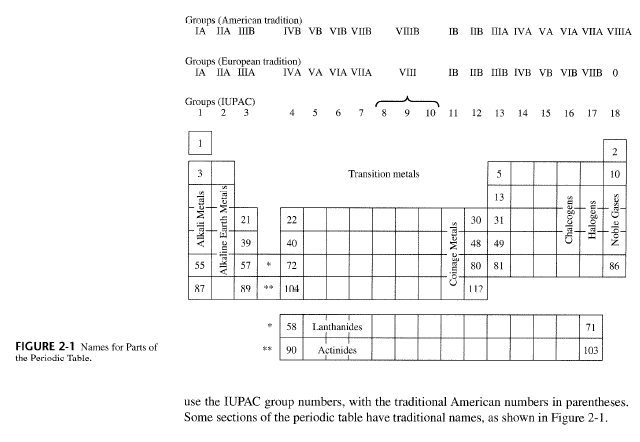 Groups (American tradition)
IA IIA IIIB IVB VB VIB VIIB VIIIB IB IIB IIIA IVA VA VIA VIIA VIIIA
Groups (European tradition)
IA IIA IIIA IVA VA VIA VIIA VIII IB IIB IIIB IVB VB VIB VIIB 0
Groups (IUPAC)
1 2 3 4 5 6 7 8 9 10 11 12 13 14 15 16 17 18
1
2
3 Transition metals 5 10
13
Alkali Metals
Alkaline Earth Metals
Coinage Metals
Chalcogens
Halogens
Noble Gases
21 22 30 31
39 40 48 49
55 57 * 72 80 81 86
87 89 ** 104 112
* 58 Lanthanides 71
** 90 Actinides 103
FIGURE 2-1 Names for Parts of
the Periodic Table.
use the IUPAC group numbers, with the traditional American numbers in parentheses.
Some sections of the periodic table have traditional names, as shown in Figure 2-1.